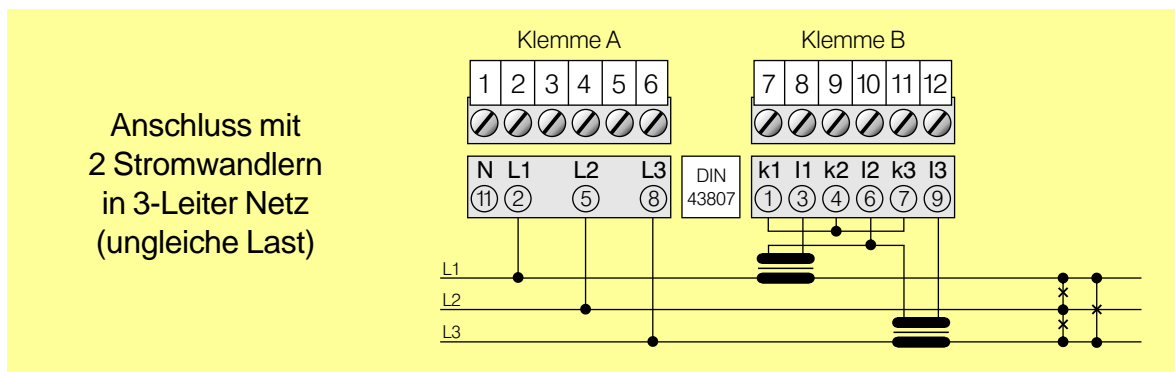 Klemme A Klemme B
1 2 3 4 5 6 7 8 9 10 11 12
Anschluss mit
2 Stromwandlern
in 3-Leiter Netz
(ungleiche Last)
N L1 L2 L3 DIN k1 l1 k2 l2 k3 l3
11 2 5 8 43807 1 3 4 6 7 9
L1
L2
L3